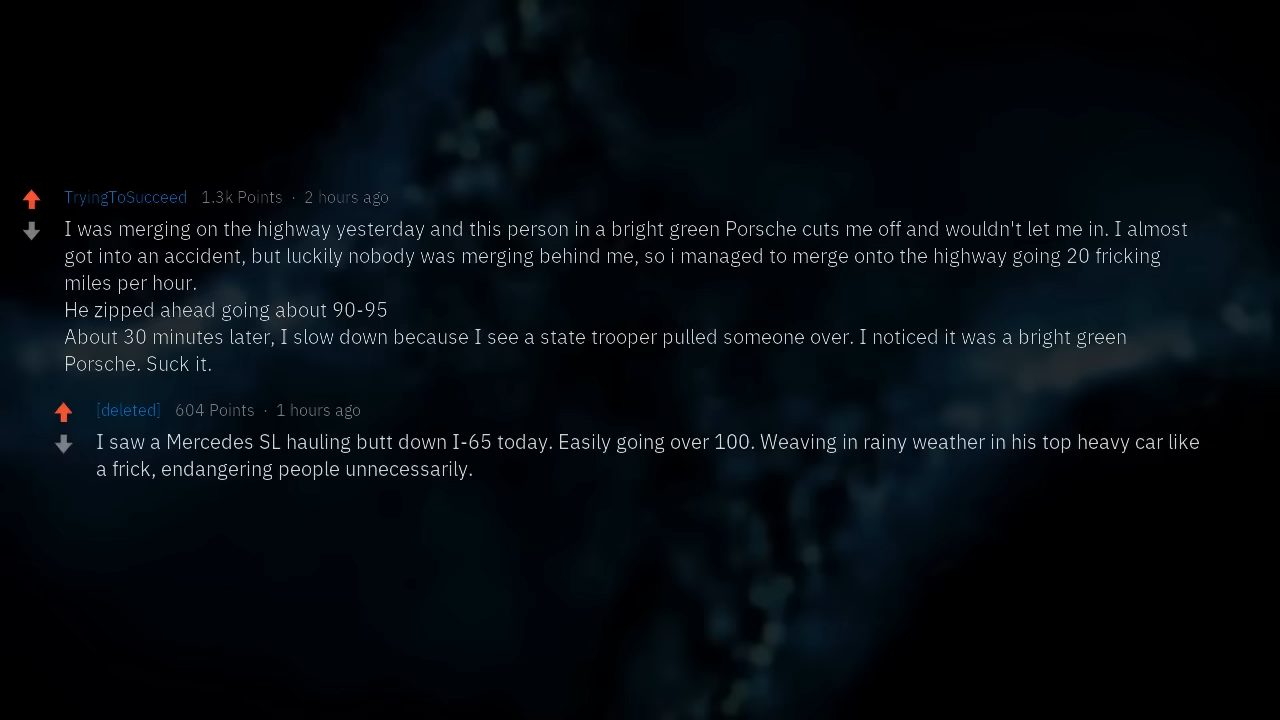 TryingToSucceed 1.3k Points · 2 hours ago
I was merging on the highway yesterday and this person in a bright green Porsche cuts me off and wouldn't let me in. I almost
got into an accident, but luckily nobody was merging behind me, so i managed to merge onto the highway going 20 fricking
miles per hour.
He zipped ahead going about 90-95
About 30 minutes later, I slow down because I see a state trooper pulled someone over. I noticed it was a bright green
Porsche. Suck it.
[deleted] 604 Points · 1 hours ago
I saw a Mercedes SL hauling butt down I-65 today. Easily going over 100. Weaving in rainy weather in his top heavy car like
a frick, endangering people unnecessarily.